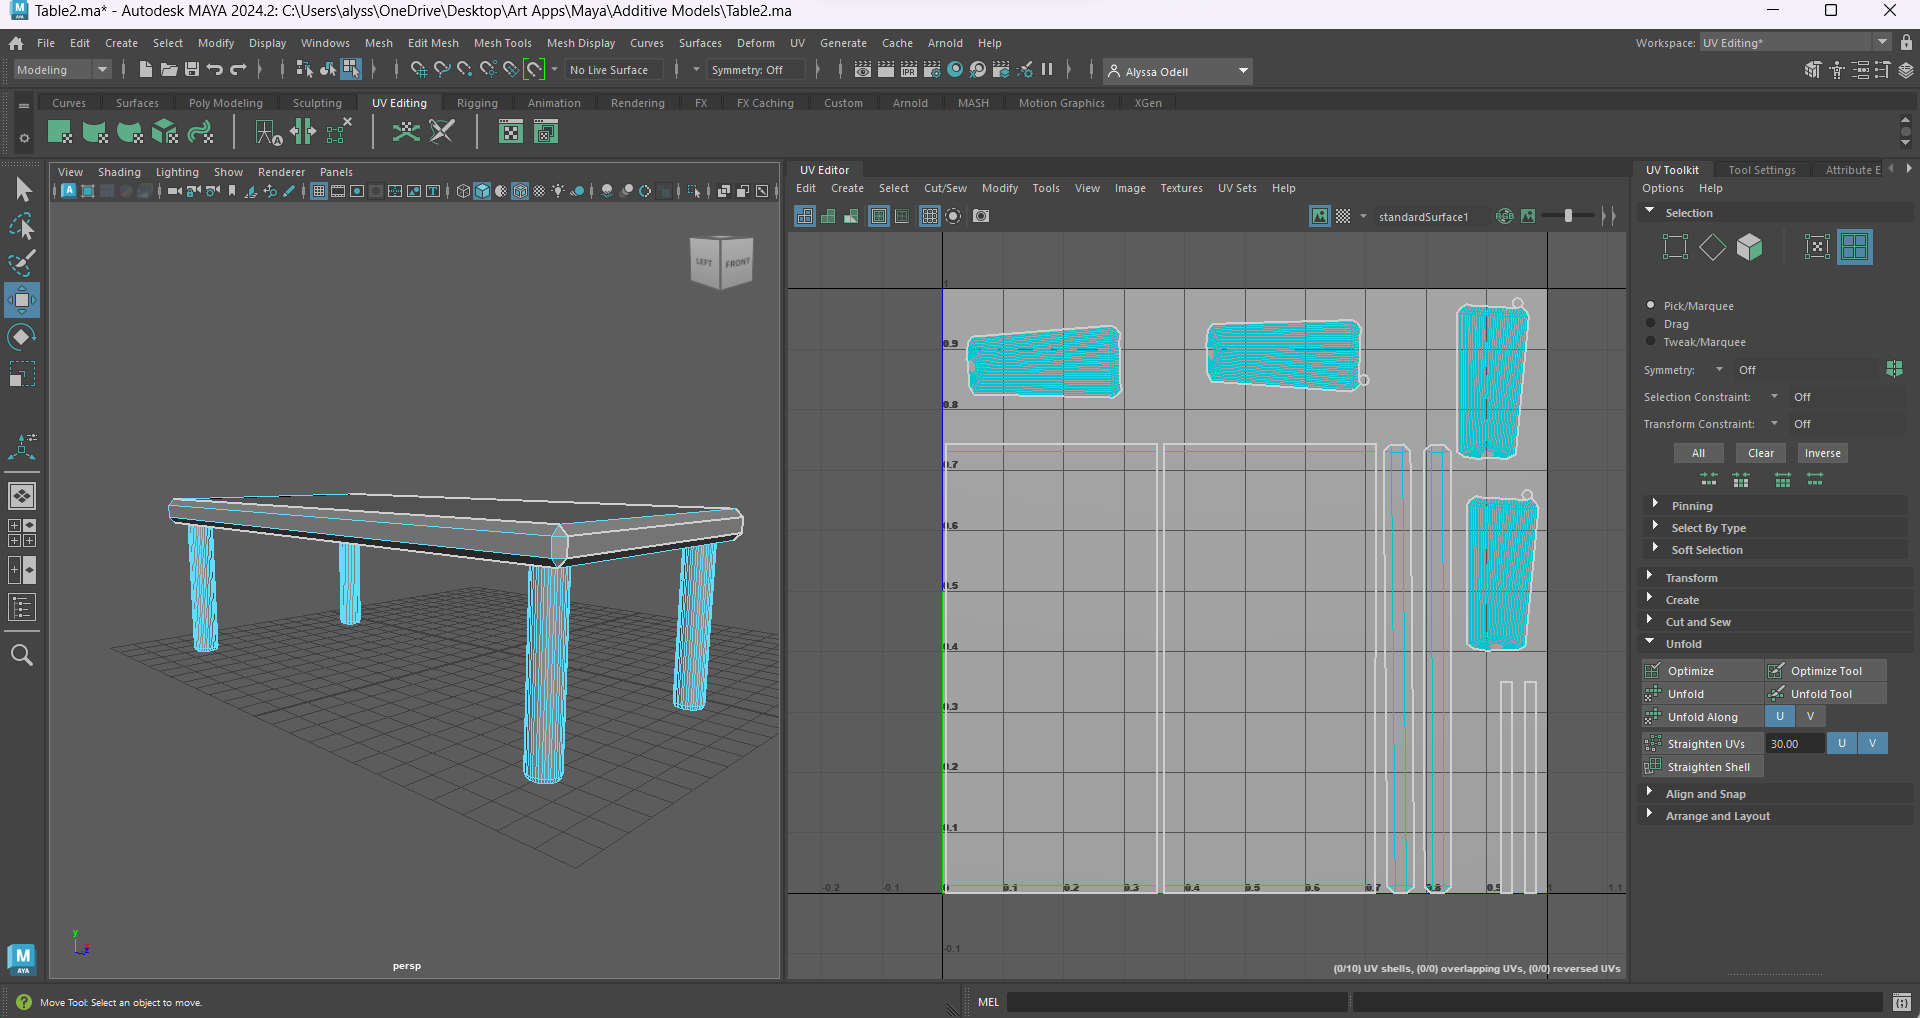 Table2.ma* - Autodesk MAYA 2024.2: C:\Users\alyss\OneDrive\Desktop\Art Apps\Maya\Additive Models\Table2.ma
File Edit Create Select Modify Display Windows Mesh Edit Mesh Mesh Tools Mesh Display Curves Surfaces Deform UV Generate Cache Arnold Help
Workspace: UV Editing*
Modeling
No Live Surface
Symmetry: Off
IPR
Alyssa Odell
Curves Surfaces Poly Modeling Sculpting UV Editing Rigging Animation Rendering FX FX Caching Custom Arnold MASH Motion Graphics XGen
View Shading Lighting Show Renderer Panels
LEFT FRONT
persp
y
z
UV Editor
Edit Create Select Cut/Sew Modify Tools View Image Textures UV Sets Help
standardSurface1
RGB
1
0.9
0.8
0.7
0.6
0.5
0.4
0.3
0.2
0.1
-0.2 -0.1 0 0.1 0.2 0.3 0.4 0.5 0.6 0.7 0.8 0.9 1 1.1
-0.1
(0/10) UV shells, (0/0) overlapping UVs, (0/0) reversed UVs
UV Toolkit Tool Settings Attribute E
Options Help
Selection
Pick/Marquee
Drag
Tweak/Marquee
Symmetry: Off
Selection Constraint: Off
Transform Constraint: Off
All Clear Inverse
Pinning
Select By Type
Soft Selection
Transform
Create
Cut and Sew
Unfold
Optimize Optimize Tool
Unfold Unfold Tool
Unfold Along U V
Straighten UVs 30.00 U V
Straighten Shell
Align and Snap
Arrange and Layout
M
AYA
Move Tool: Select an object to move.
MEL